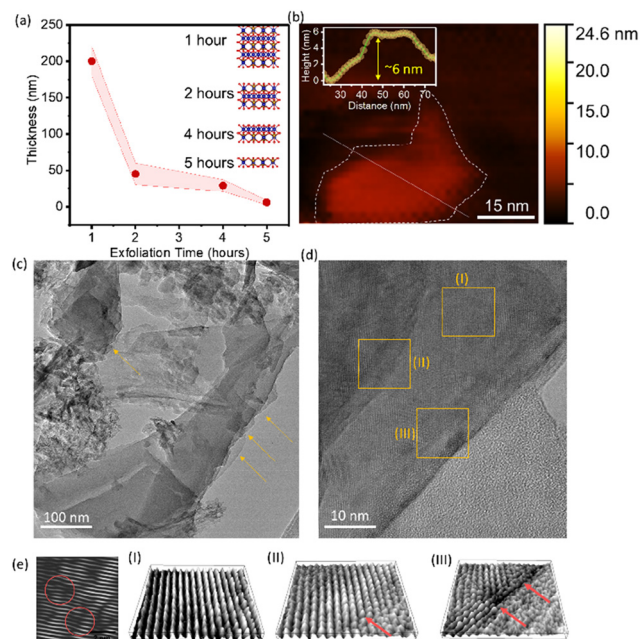 (a)
Thickness (nm)
250
200
150
100
50
0
1 hour
2 hours
4 hours
5 hours
1
2
3
4
5
Exfoliation Time (hours)
(b)
Height (nm)
6
4
2
0
~6 nm
30 40 50 60 70
Distance (nm)
15 nm
24.6 nm
20.0
15.0
10.0
0.0
(c)
100 nm
(d)
(I)
(II)
(III)
10 nm
(e)
(I)
(II)
(III)